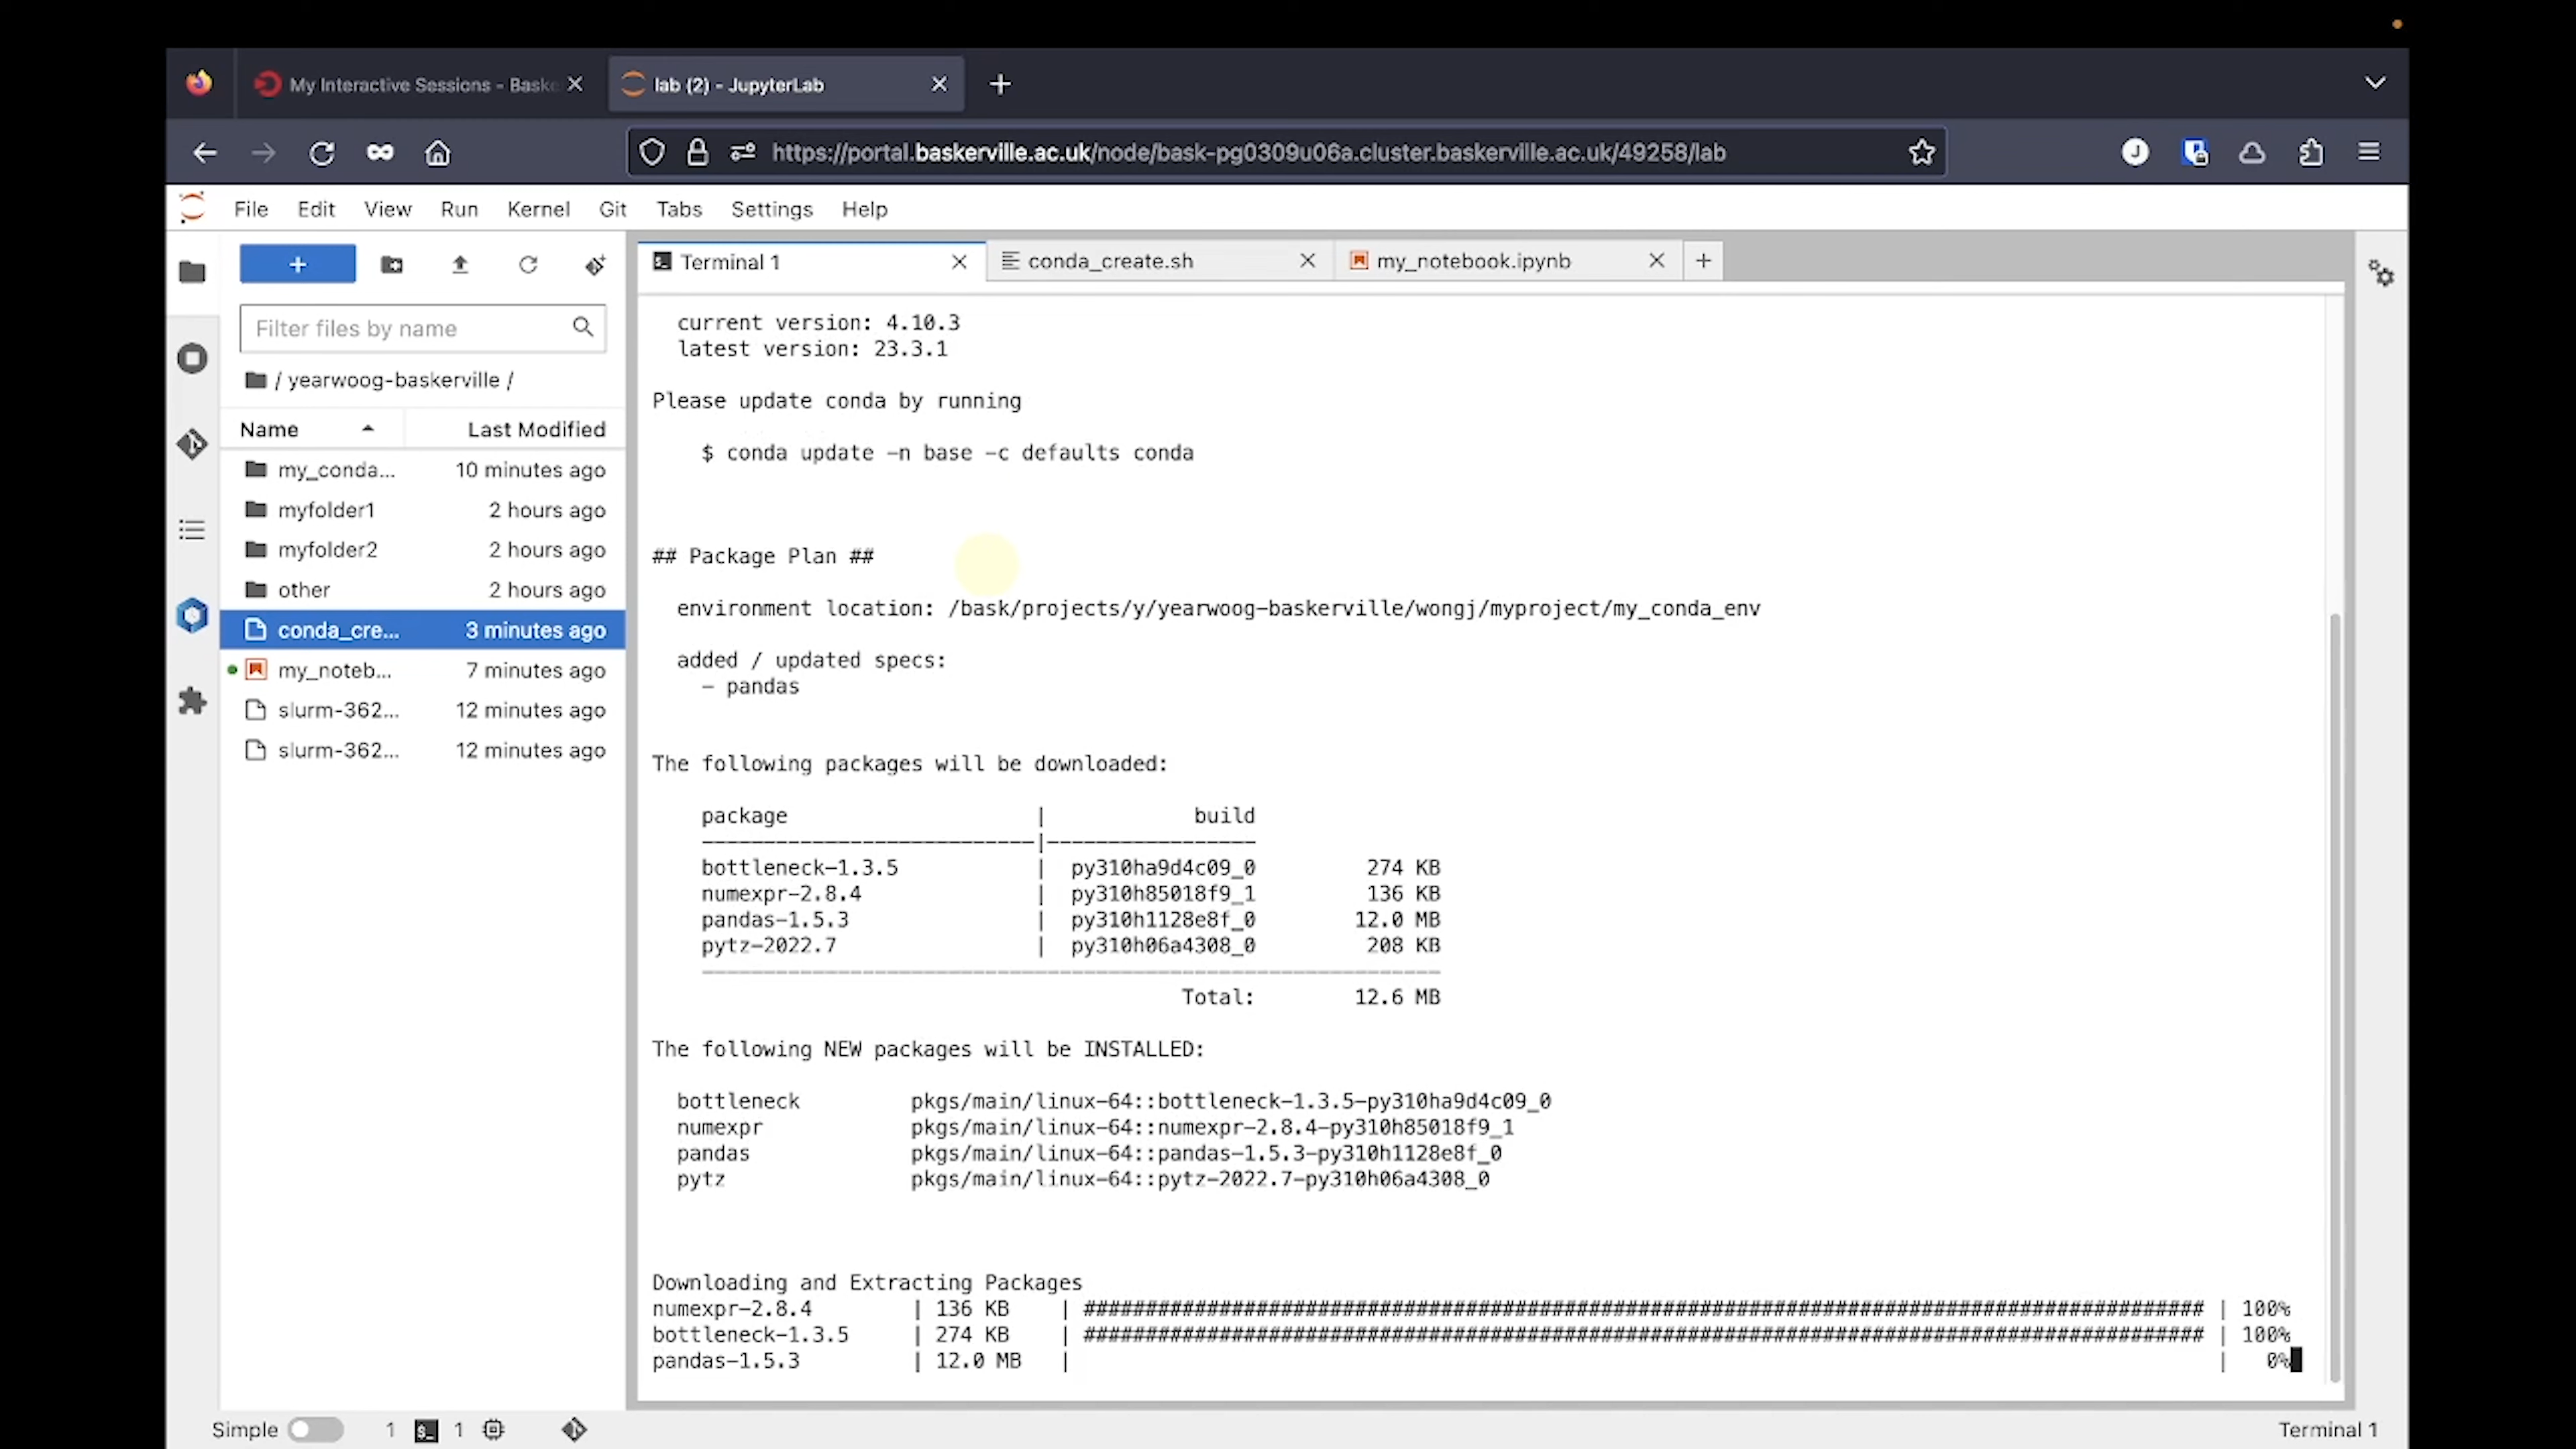 My Interactive Sessions - Baske
lab (2) - JupyterLab
https://portal.baskerville.ac.uk/node/bask-pg0309u06a.cluster.baskerville.ac.uk/49258/lab
J
File Edit View Run Kernel Git Tabs Settings Help
+
Terminal 1
conda_create.sh
my_notebook.ipynb
Filter files by name
/ yearwoog-baskerville /
Name Last Modified
my_conda... 10 minutes ago
myfolder1 2 hours ago
myfolder2 2 hours ago
other 2 hours ago
conda_cre... 3 minutes ago
my_noteb... 7 minutes ago
slurm-362... 12 minutes ago
slurm-362... 12 minutes ago
current version: 4.10.3
latest version: 23.3.1
Please update conda by running
$ conda update -n base -c defaults conda
## Package Plan ##
environment location: /bask/projects/y/yearwoog-baskerville/wongj/myproject/my_conda_env
added / updated specs:
- pandas
The following packages will be downloaded:
package | build
---------------------------|-----------------
bottleneck-1.3.5 | py310ha9d4c09_0 274 KB
numexpr-2.8.4 | py310h85018f9_1 136 KB
pandas-1.5.3 | py310h1128e8f_0 12.0 MB
pytz-2022.7 | py310h06a4308_0 208 KB
------------------------------------------------------------
Total: 12.6 MB
The following NEW packages will be INSTALLED:
bottleneck pkgs/main/linux-64::bottleneck-1.3.5-py310ha9d4c09_0
numexpr pkgs/main/linux-64::numexpr-2.8.4-py310h85018f9_1
pandas pkgs/main/linux-64::pandas-1.5.3-py310h1128e8f_0
pytz pkgs/main/linux-64::pytz-2022.7-py310h06a4308_0
Downloading and Extracting Packages
numexpr-2.8.4 | 136 KB | ########################################################################################### | 100%
bottleneck-1.3.5 | 274 KB | ########################################################################################### | 100%
pandas-1.5.3 | 12.0 MB | | 0%
Simple 1 $_ 1
Terminal 1